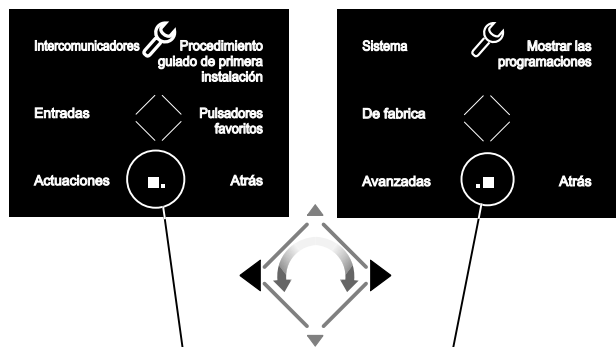 Intercomunicadores
Procedimiento
guiado de primera
instalación
Entradas
Pulsadores
favoritos
Actuaciones
Atrás
Sistema
Mostrar las
programaciones
De fabrica
Avanzadas
Atrás